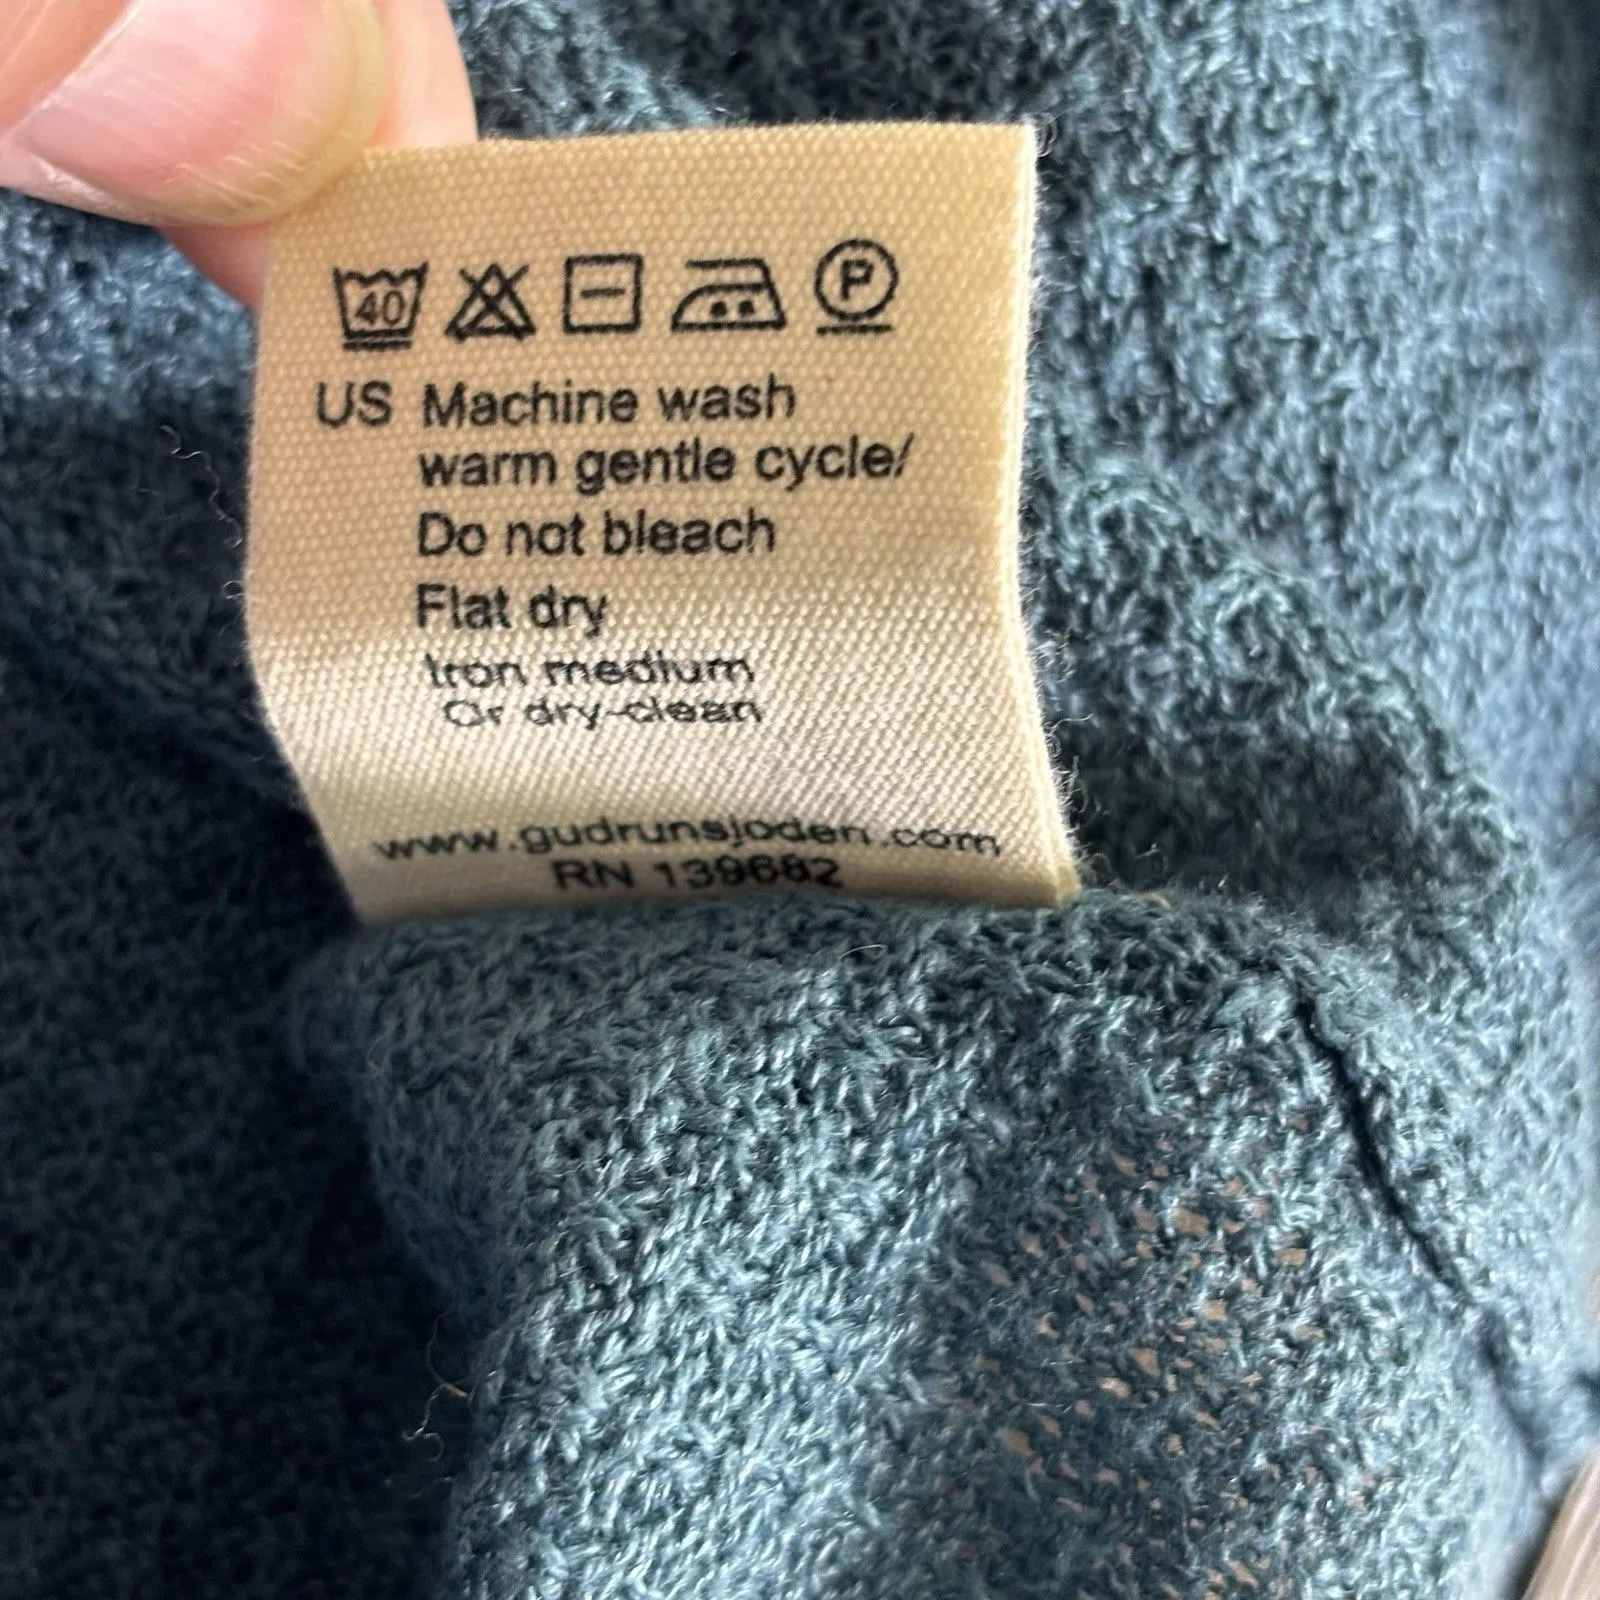 40 P
US Machine wash
warm gentle cycle/
Do not bleach
Flat dry
Iron medium
Or dry-clean
www.gudrunsjoden.com
RN 139682